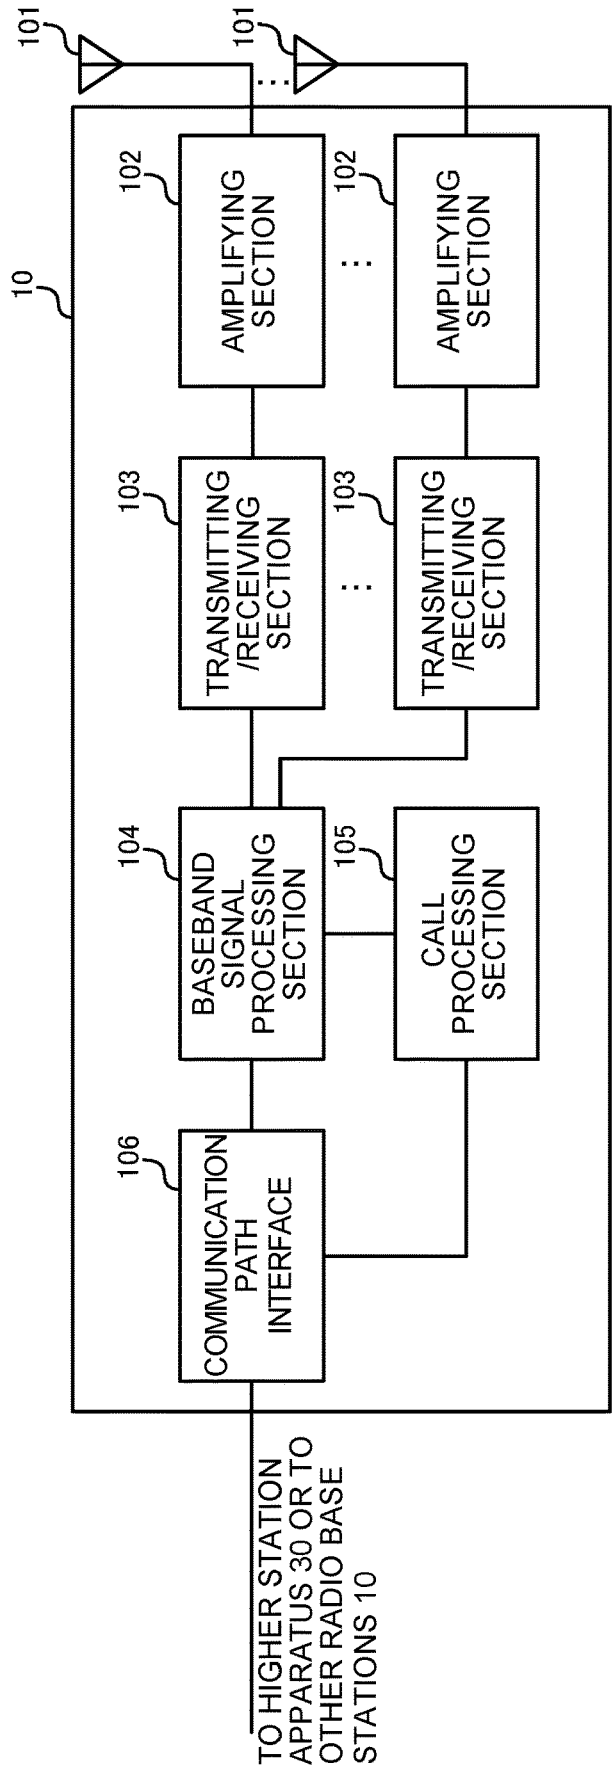 10
101
101
102
AMPLIFYING
SECTION
102
AMPLIFYING
SECTION
103
TRANSMITTING
/RECEIVING
SECTION
103
TRANSMITTING
/RECEIVING
SECTION
104
BASEBAND
SIGNAL
PROCESSING
SECTION
105
CALL
PROCESSING
SECTION
106
COMMUNICATION
PATH
INTERFACE
TO HIGHER STATION
APPARATUS 30 OR TO
OTHER RADIO BASE
STATIONS 10